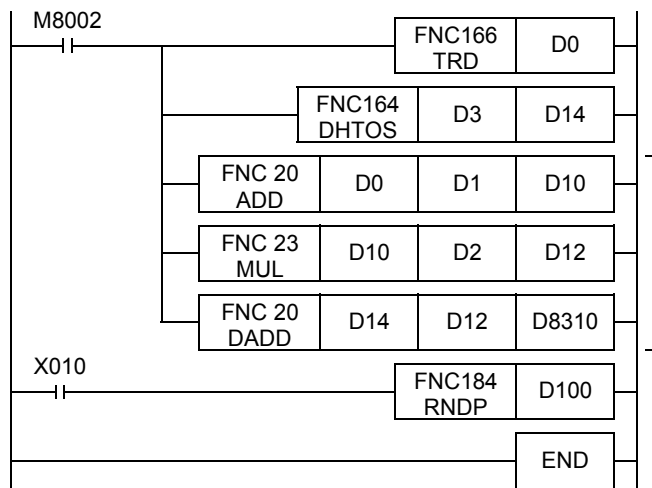 M8002
FNC166 TRD D0
FNC164 DHTOS D3 D14
FNC 20 ADD D0 D1 D10
FNC 23 MUL D10 D2 D12
FNC 20 DADD D14 D12 D8310
X010
FNC184 RNDP D100
END